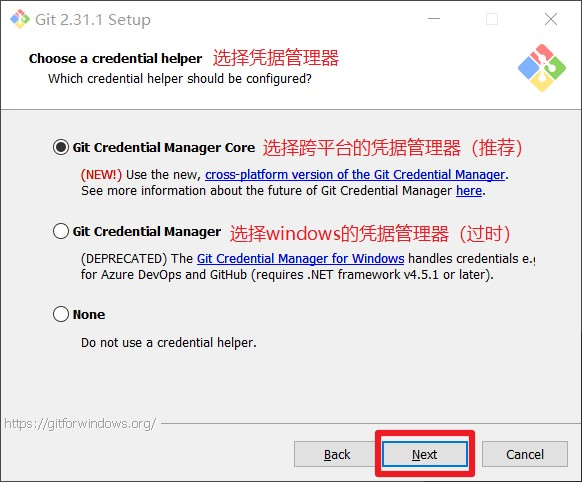 Git 2.31.1 Setup
Choose a credential helper 选择凭据管理器
Which credential helper should be configured?
Git Credential Manager Core 选择跨平台的凭据管理器（推荐）
(NEW!) Use the new, cross-platform version of the Git Credential Manager.
See more information about the future of Git Credential Manager here.
Git Credential Manager 选择windows的凭据管理器（过时）
(DEPRECATED) The Git Credential Manager for Windows handles credentials e.g
for Azure DevOps and GitHub (requires .NET framework v4.5.1 or later).
None
Do not use a credential helper.
https://gitforwindows.org/
Back Next Cancel